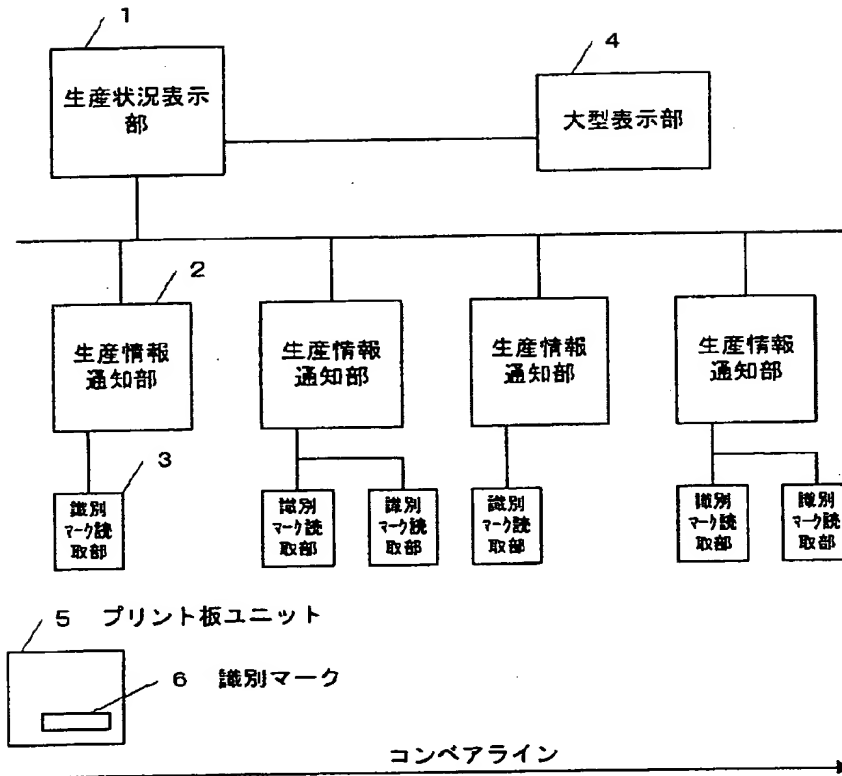 1
4
生産状況表示
部
大型表示部
2
生産情報
通知部
生産情報
通知部
生産情報
通知部
生産情報
通知部
3
識別
マーク読
取部
識別
マーク読
取部
識別
マーク読
取部
識別
マーク読
取部
識別
マーク読
取部
識別
マーク読
取部
5 プリント板ユニット
6 識別マーク
コンベアライン